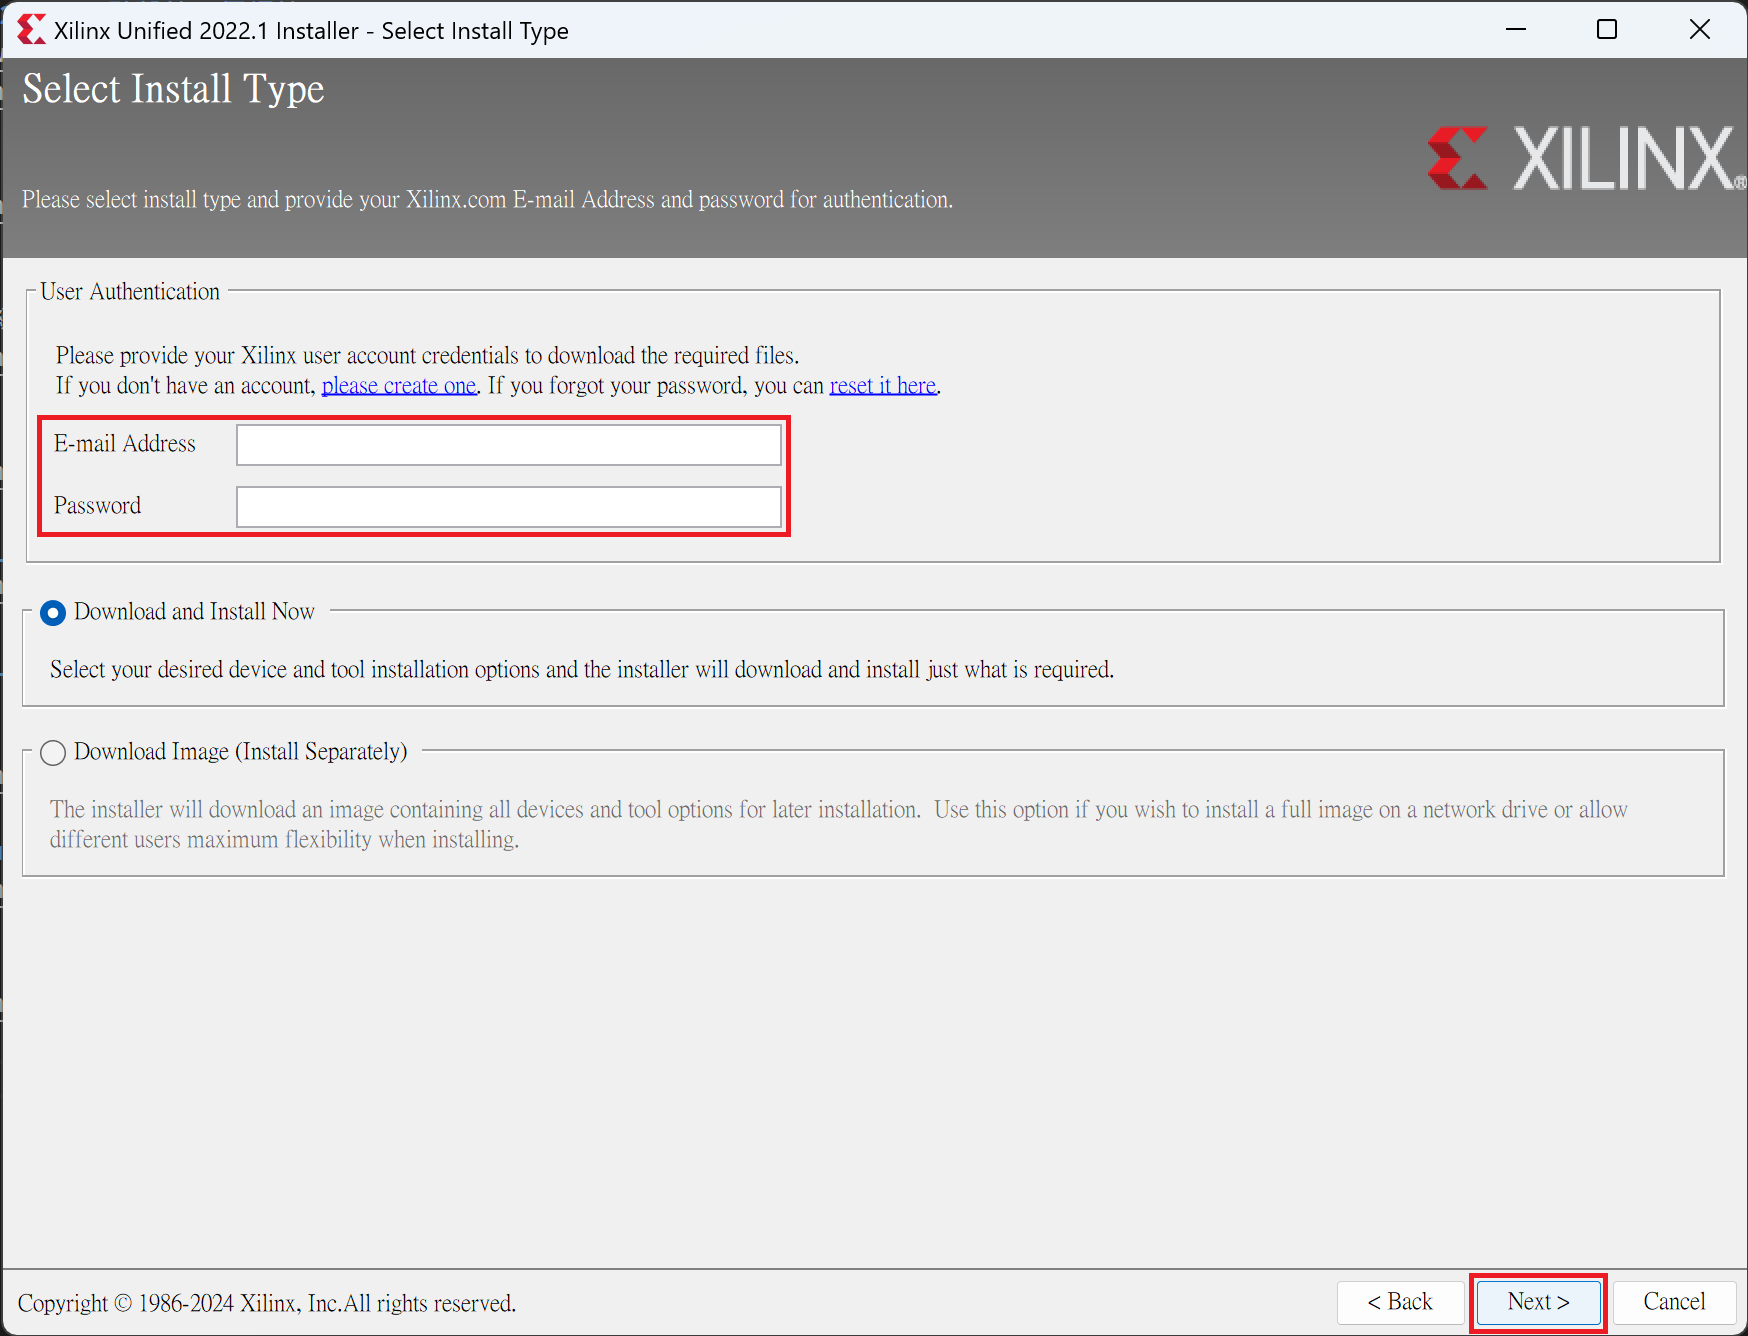 Xilinx Unified 2022.1 Installer - Select Install Type
Select Install Type
XILINX®
Please select install type and provide your Xilinx.com E-mail Address and password for authentication.
User Authentication
Please provide your Xilinx user account credentials to download the required files.
If you don't have an account, please create one. If you forgot your password, you can reset it here.
E-mail Address
Password
Download and Install Now
Select your desired device and tool installation options and the installer will download and install just what is required.
Download Image (Install Separately)
The installer will download an image containing all devices and tool options for later installation.  Use this option if you wish to install a full image on a network drive or allow
different users maximum flexibility when installing.
Copyright © 1986-2024 Xilinx, Inc.All rights reserved.
< Back
Next >
Cancel